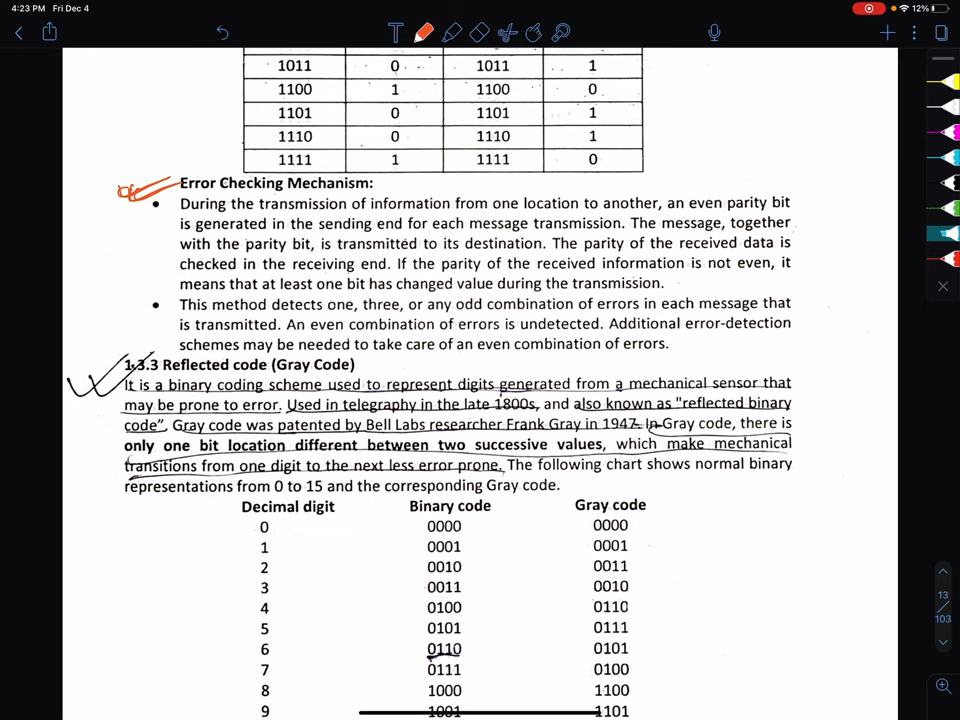 4:23 PM Fri Dec 4
12%
1011 0 1011 1
1100 1 1100 0
1101 0 1101 1
1110 0 1110 1
1111 1 1111 0
Error Checking Mechanism:
• During the transmission of information from one location to another, an even parity bit
is generated in the sending end for each message transmission. The message, together
with the parity bit, is transmitted to its destination. The parity of the received data is
checked in the receiving end. If the parity of the received information is not even, it
means that at least one bit has changed value during the transmission.
• This method detects one, three, or any odd combination of errors in each message that
is transmitted. An even combination of errors is undetected. Additional error-detection
schemes may be needed to take care of an even combination of errors.
1.3.3 Reflected code (Gray Code)
It is a binary coding scheme used to represent digits generated from a mechanical sensor that
may be prone to error. Used in telegraphy in the late 1800s, and also known as "reflected binary
code". Gray code was patented by Bell Labs researcher Frank Gray in 1947. In Gray code, there is
only one bit location different between two successive values, which make mechanical
transitions from one digit to the next less error prone. The following chart shows normal binary
representations from 0 to 15 and the corresponding Gray code.
Decimal digit Binary code Gray code
0 0000 0000
1 0001 0001
2 0010 0011
3 0011 0010
4 0100 0110
5 0101 0111
6 0110 0101
7 0111 0100
8 1000 1100
9 1001 1101
13
/
103